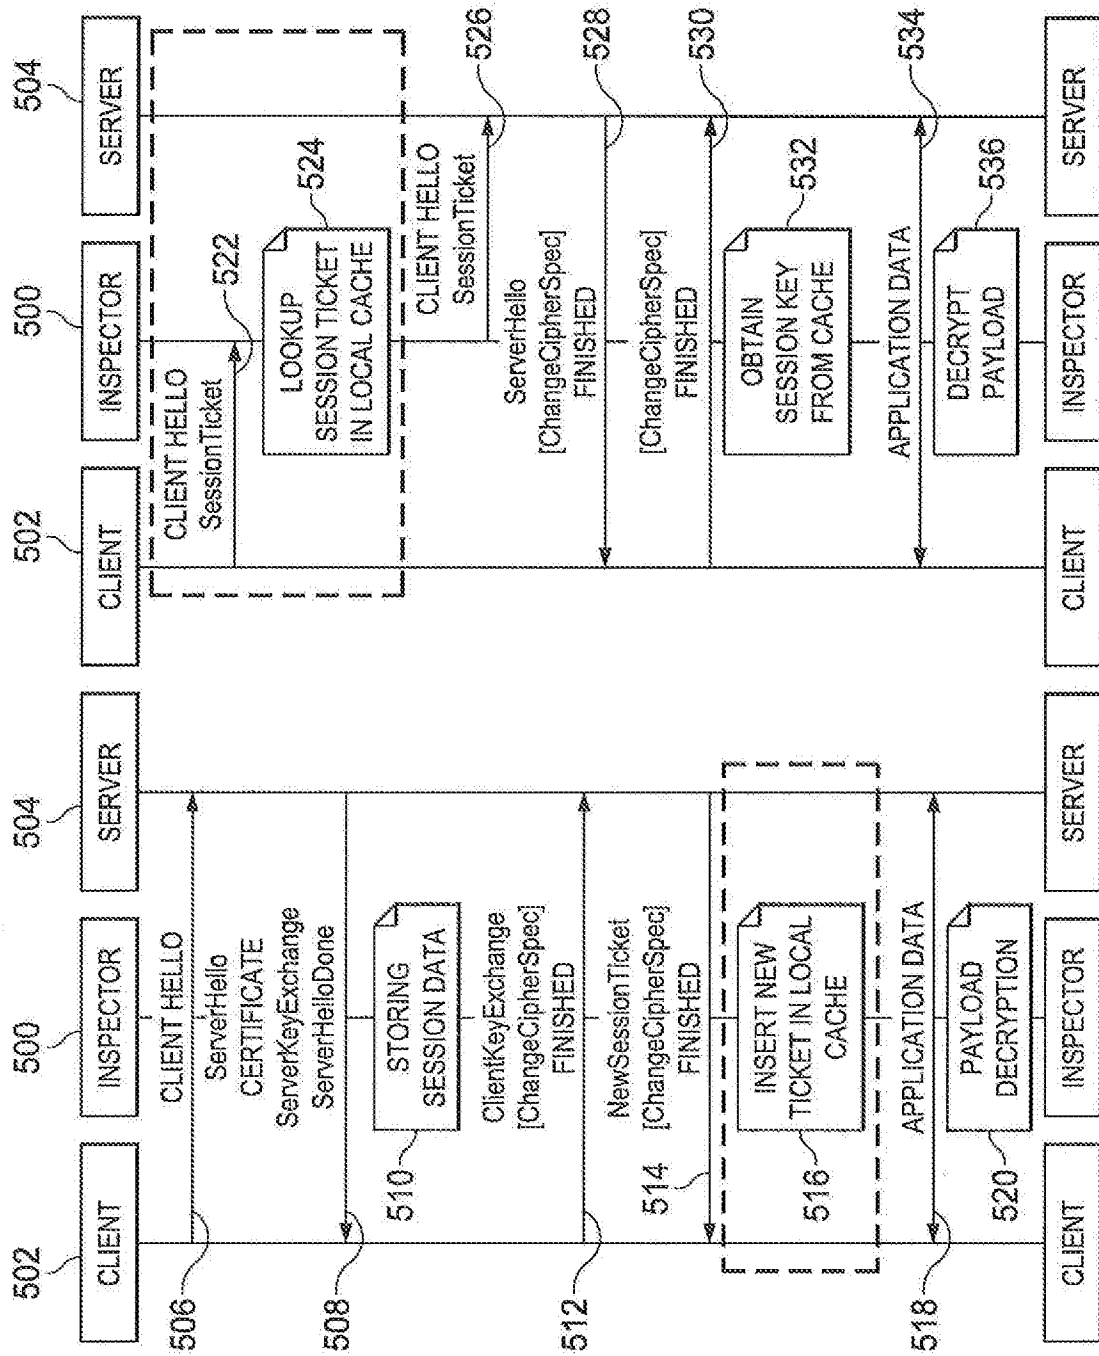 502
CLIENT
500
INSPECTOR
504
SERVER
506
CLIENT HELLO
ServerHello
CERTIFICATE
ServerKeyExchange
ServerHelloDone
508
510
STORING
SESSION DATA
512
ClientKeyExchange
[ChangeCipherSpec]
FINISHED
NewSessionTicket
[ChangeCipherSpec]
FINISHED
514
516
INSERT NEW
TICKET IN LOCAL
CACHE
518
APPLICATION DATA
520
PAYLOAD
DECRYPTION
CLIENT
INSPECTOR
SERVER
502
CLIENT
500
INSPECTOR
504
SERVER
CLIENT HELLO
SessionTicket
522
LOOKUP
SESSION TICKET
IN LOCAL CACHE
524
CLIENT HELLO
SessionTicket
526
ServerHello
[ChangeCipherSpec]
FINISHED
528
[ChangeCipherSpec]
FINISHED
530
OBTAIN
SESSION KEY
FROM CACHE
532
APPLICATION DATA
534
DECRYPT
PAYLOAD
536
CLIENT
INSPECTOR
SERVER